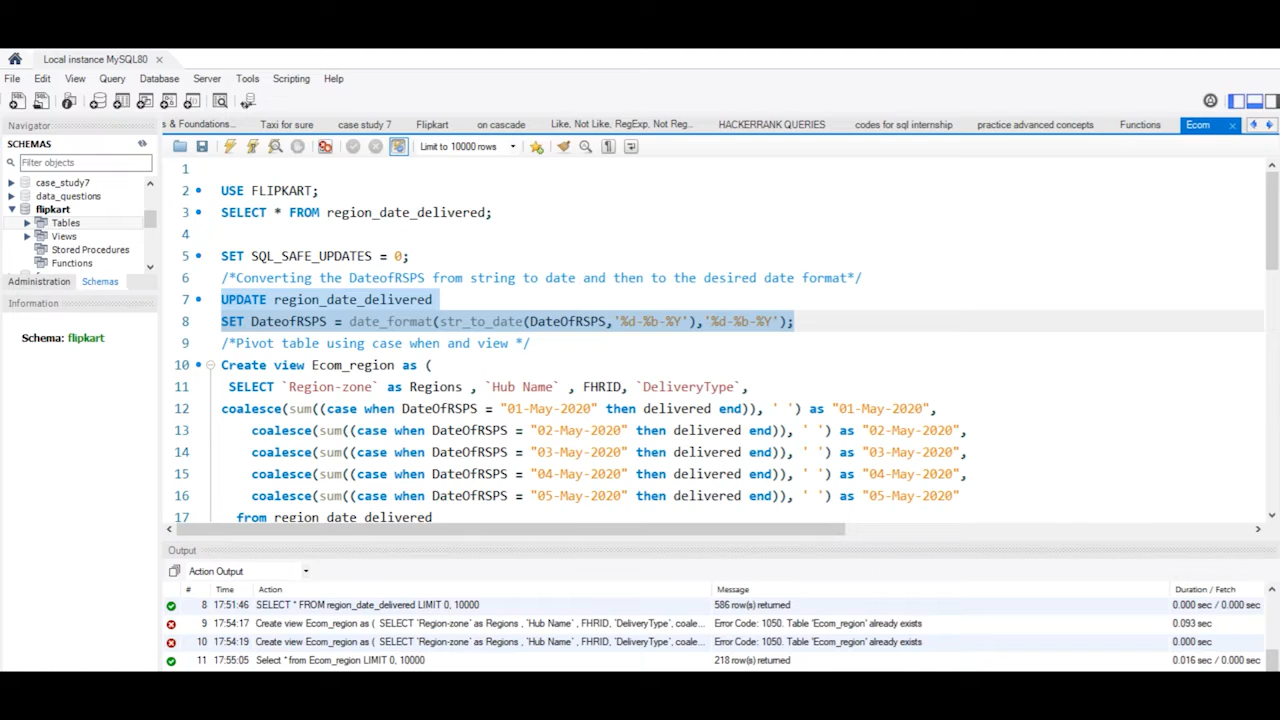 Local instance MySQL80
File Edit View Query Database Server Tools Scripting Help
Navigator
s & Foundations... Taxi for sure case study 7 Flipkart on cascade Like, Not Like, RegExp, Not Reg... HACKERRANK QUERIES codes for sql internship practice advanced concepts Functions Ecom
SCHEMAS
Limit to 10000 rows
Filter objects
case_study7
data_questions
flipkart
Tables
Views
Stored Procedures
Functions
Administration Schemas
Information
Schema: flipkart
1
2 USE FLIPKART;
3 SELECT * FROM region_date_delivered;
4
5 SET SQL_SAFE_UPDATES = 0;
6 /*Converting the DateofRSPS from string to date and then to the desired date format*/
7 UPDATE region_date_delivered
8 SET DateofRSPS = date_format(str_to_date(DateOfRSPS,'%d-%b-%Y'),'%d-%b-%Y');
9 /*Pivot table using case when and view */
10 Create view Ecom_region as (
11 SELECT `Region-zone` as Regions , `Hub Name` , FHRID, `DeliveryType`,
12 coalesce(sum((case when DateOfRSPS = "01-May-2020" then delivered end)), ' ') as "01-May-2020",
13 coalesce(sum((case when DateOfRSPS = "02-May-2020" then delivered end)), ' ') as "02-May-2020",
14 coalesce(sum((case when DateOfRSPS = "03-May-2020" then delivered end)), ' ') as "03-May-2020",
15 coalesce(sum((case when DateOfRSPS = "04-May-2020" then delivered end)), ' ') as "04-May-2020",
16 coalesce(sum((case when DateOfRSPS = "05-May-2020" then delivered end)), ' ') as "05-May-2020"
17 from region_date_delivered
Output
Action Output
# Time Action Message Duration / Fetch
8 17:51:46 SELECT * FROM region_date_delivered LIMIT 0, 10000 586 row(s) returned 0.000 sec / 0.000 sec
9 17:54:17 Create view Ecom_region as ( SELECT `Region-zone` as Regions , `Hub Name` , FHRID, `DeliveryType`, coale... Error Code: 1050. Table 'Ecom_region' already exists 0.093 sec
10 17:54:19 Create view Ecom_region as ( SELECT `Region-zone` as Regions , `Hub Name` , FHRID, `DeliveryType`, coale... Error Code: 1050. Table 'Ecom_region' already exists 0.000 sec
11 17:55:05 Select * from Ecom_region LIMIT 0, 10000 218 row(s) returned 0.016 sec / 0.000 sec